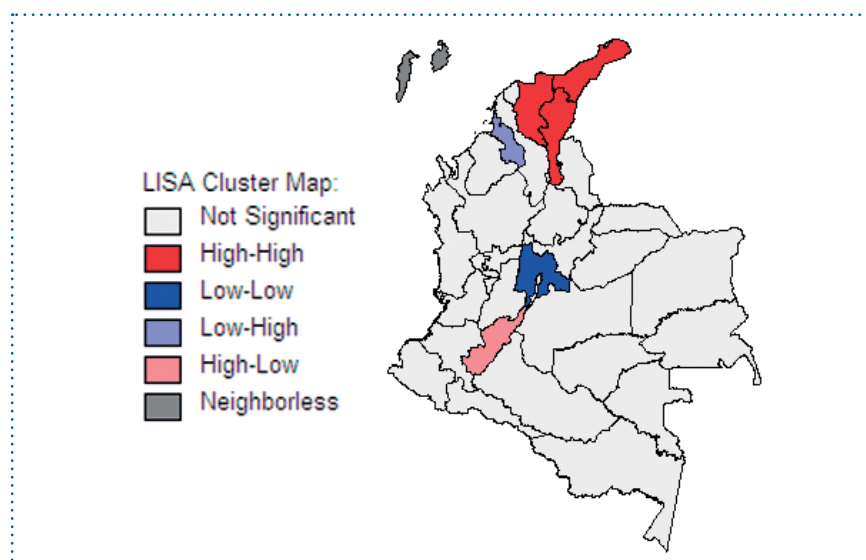 LISA Cluster Map:
Not Significant
High-High
Low-Low
Low-High
High-Low
Neighborless